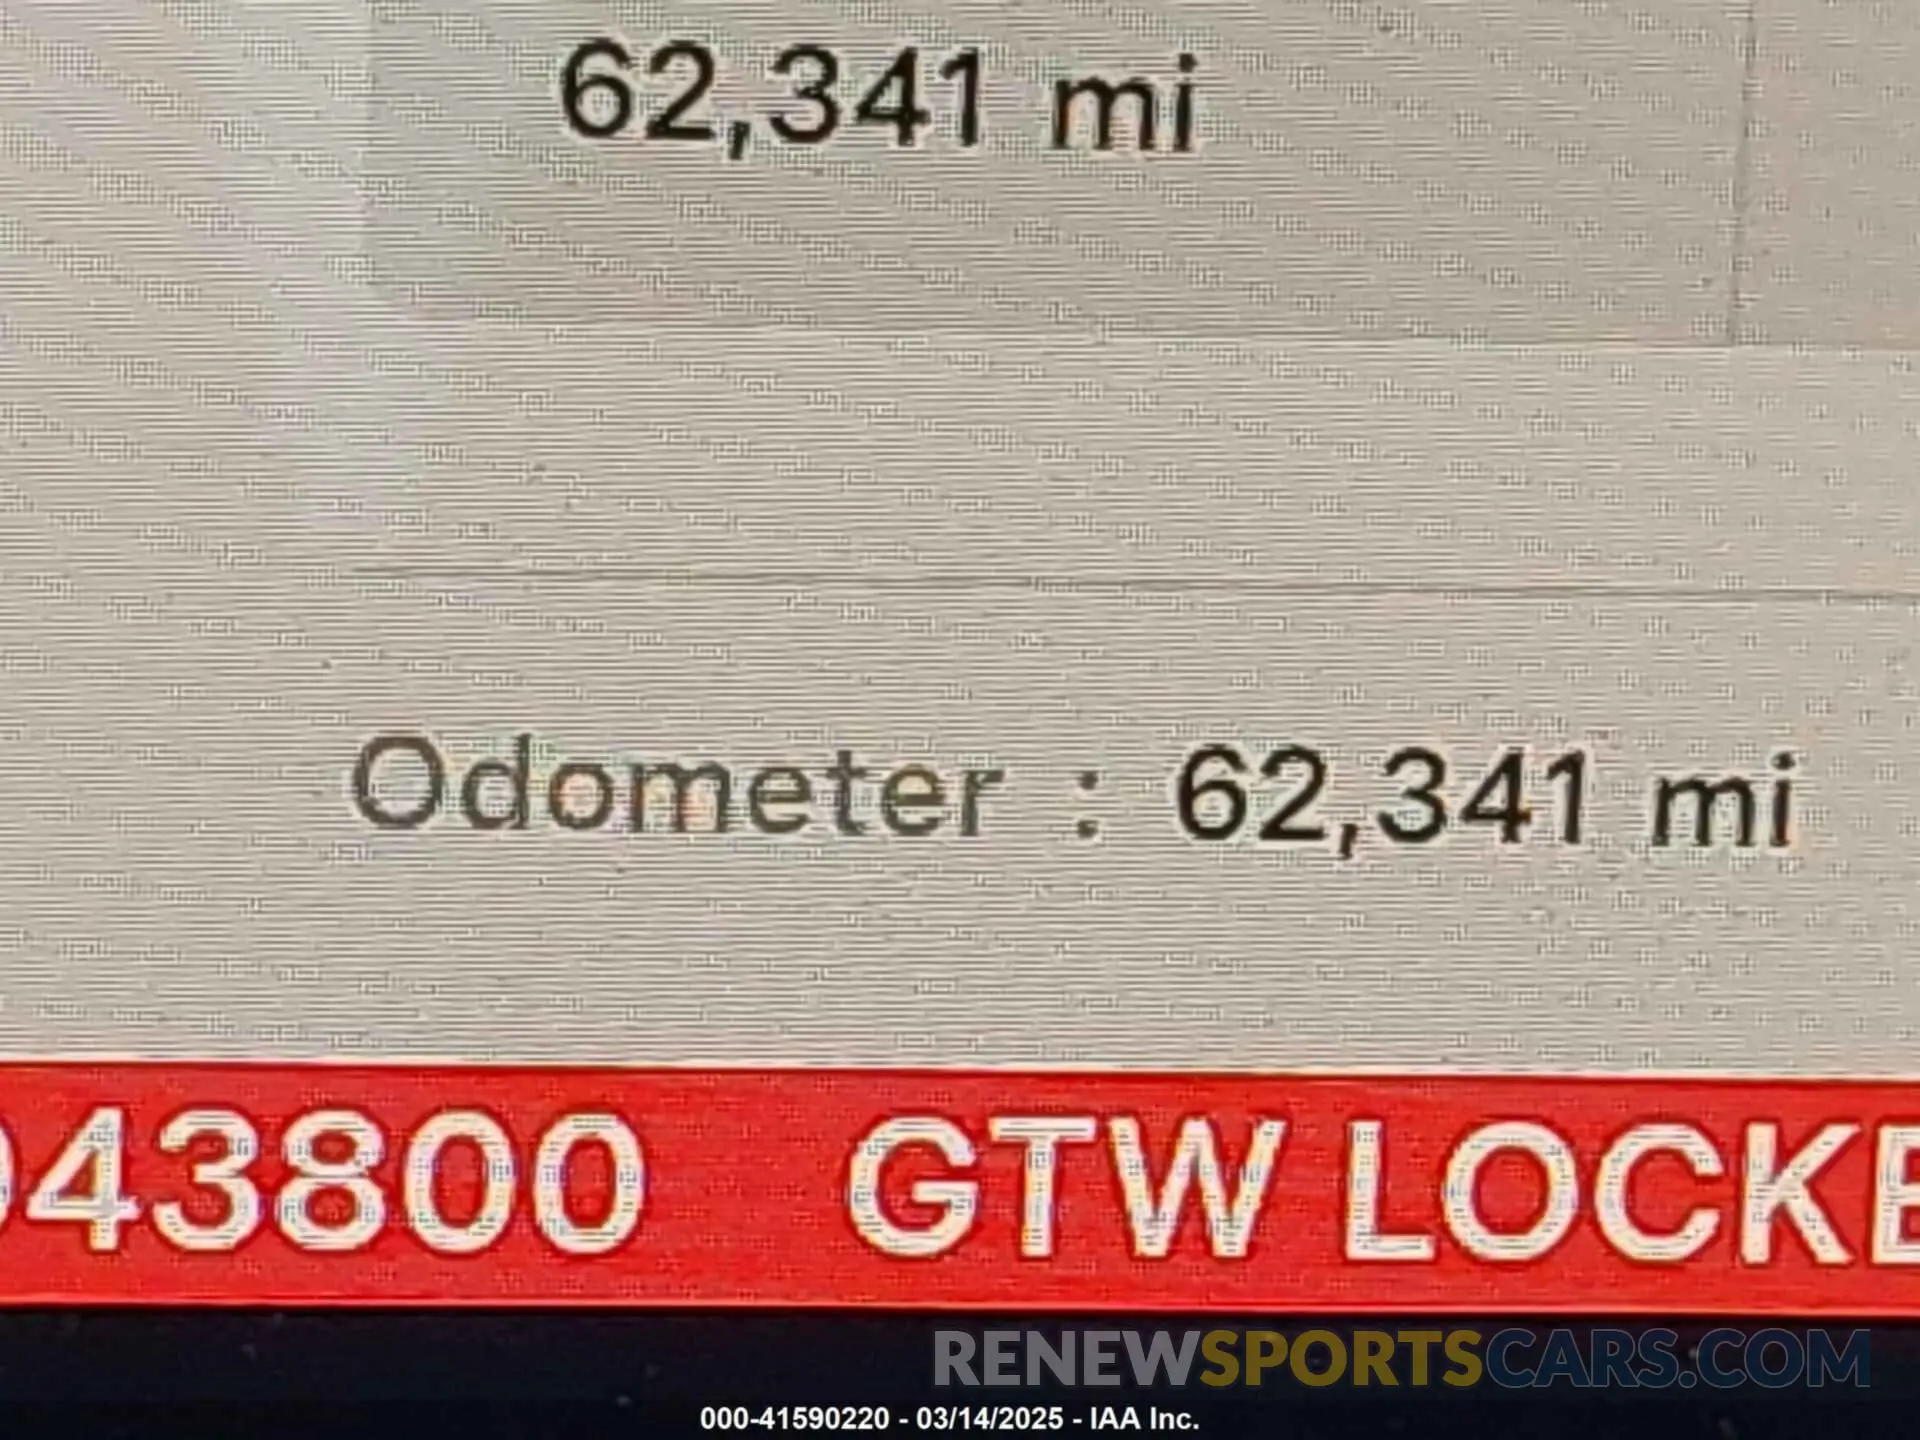 62,341 mi
Odometer : 62,341 mi
43800 GTW LOCKE
RENEWSPORTSCARS.COM
000-41590220 - 03/14/2025 - IAA Inc.